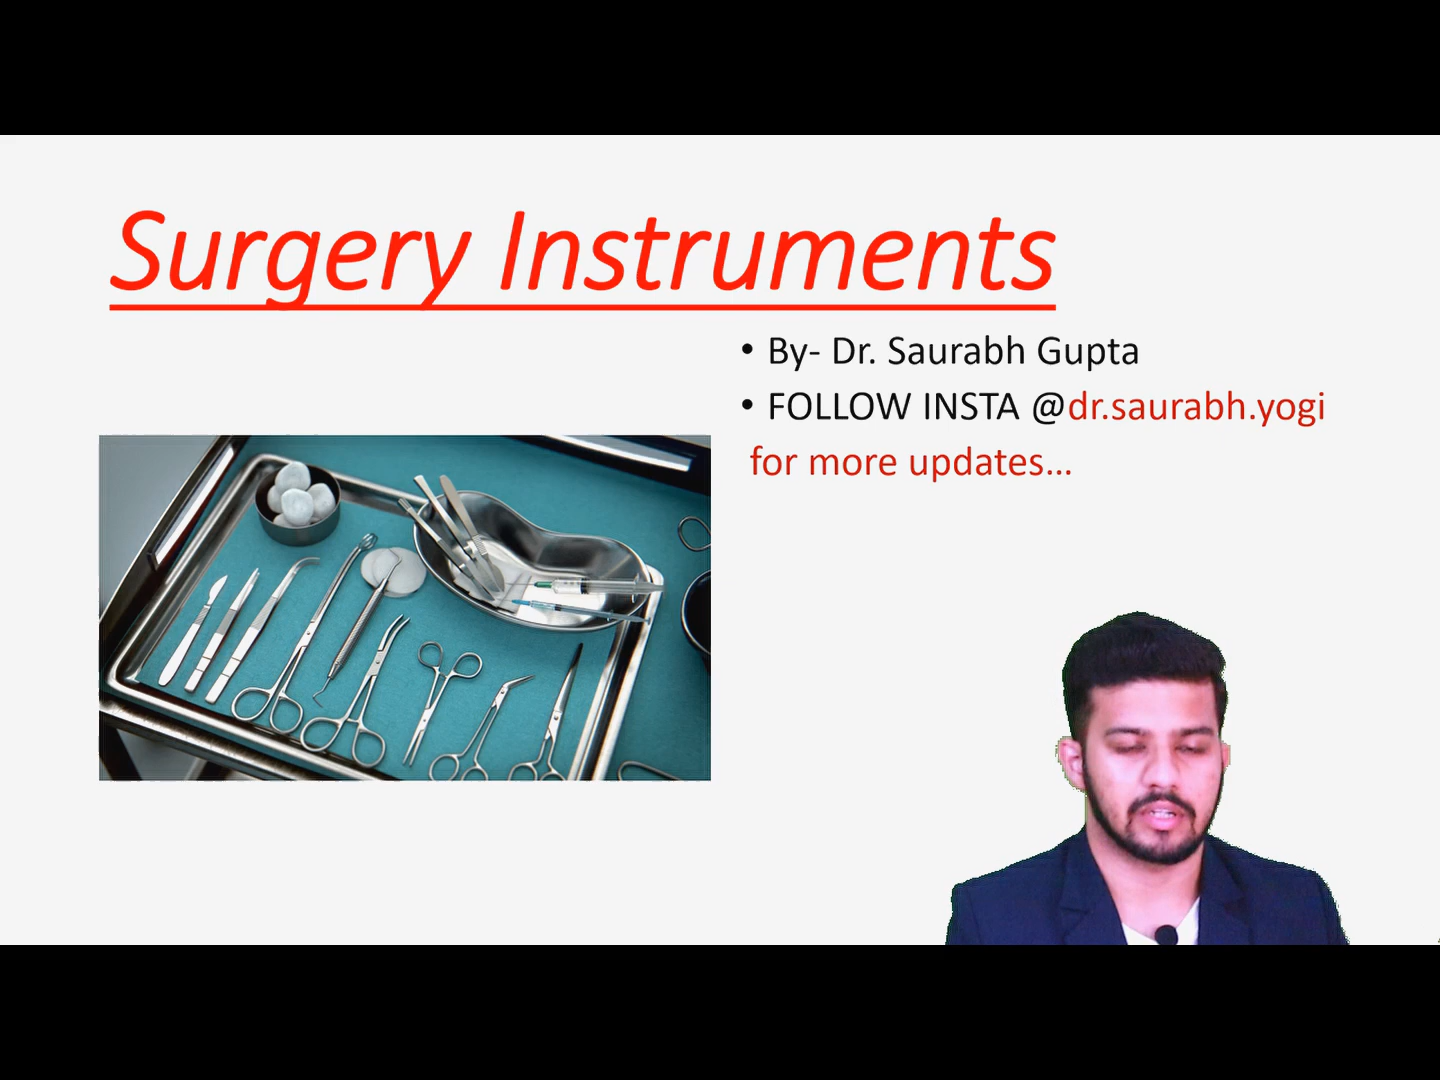 Surgery Instruments
• By- Dr. Saurabh Gupta
• FOLLOW INSTA @dr.saurabh.yogi
for more updates...